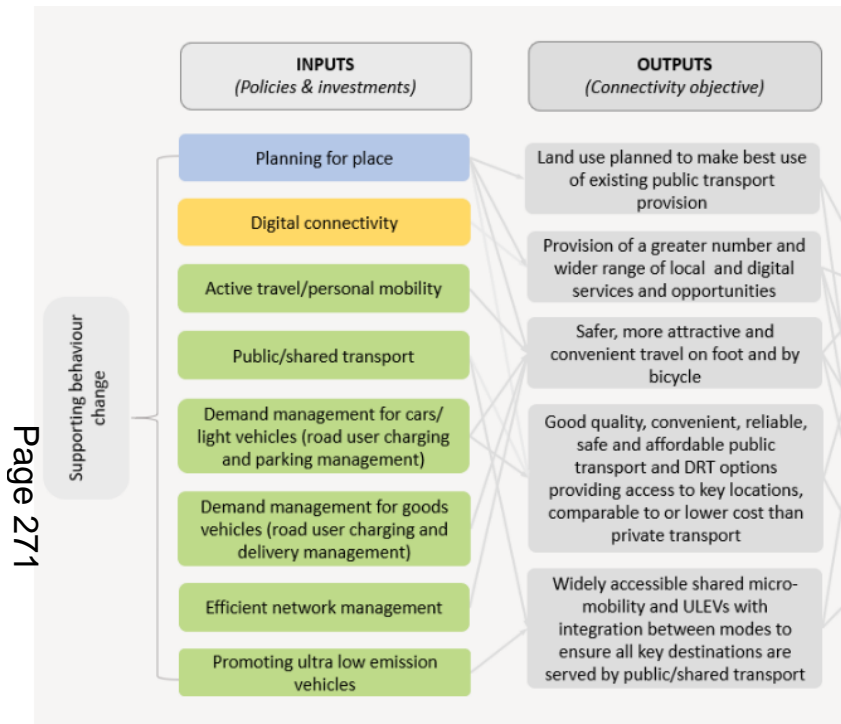 INPUTS
(Policies & investments)
OUTPUTS
(Connectivity objective)
Supporting behaviour
change
Planning for place
Digital connectivity
Active travel/personal mobility
Public/shared transport
Demand management for cars/
light vehicles (road user charging
and parking management)
Demand management for goods
vehicles (road user charging and
delivery management)
Efficient network management
Promoting ultra low emission
vehicles
Land use planned to make best use
of existing public transport
provision
Provision of a greater number and
wider range of local and digital
services and opportunities
Safer, more attractive and
convenient travel on foot and by
bicycle
Good quality, convenient, reliable,
safe and affordable public
transport and DRT options
providing access to key locations,
comparable to or lower cost than
private transport
Widely accessible shared micro-
mobility and ULEVs with
integration between modes to
ensure all key destinations are
served by public/shared transport
Page 271